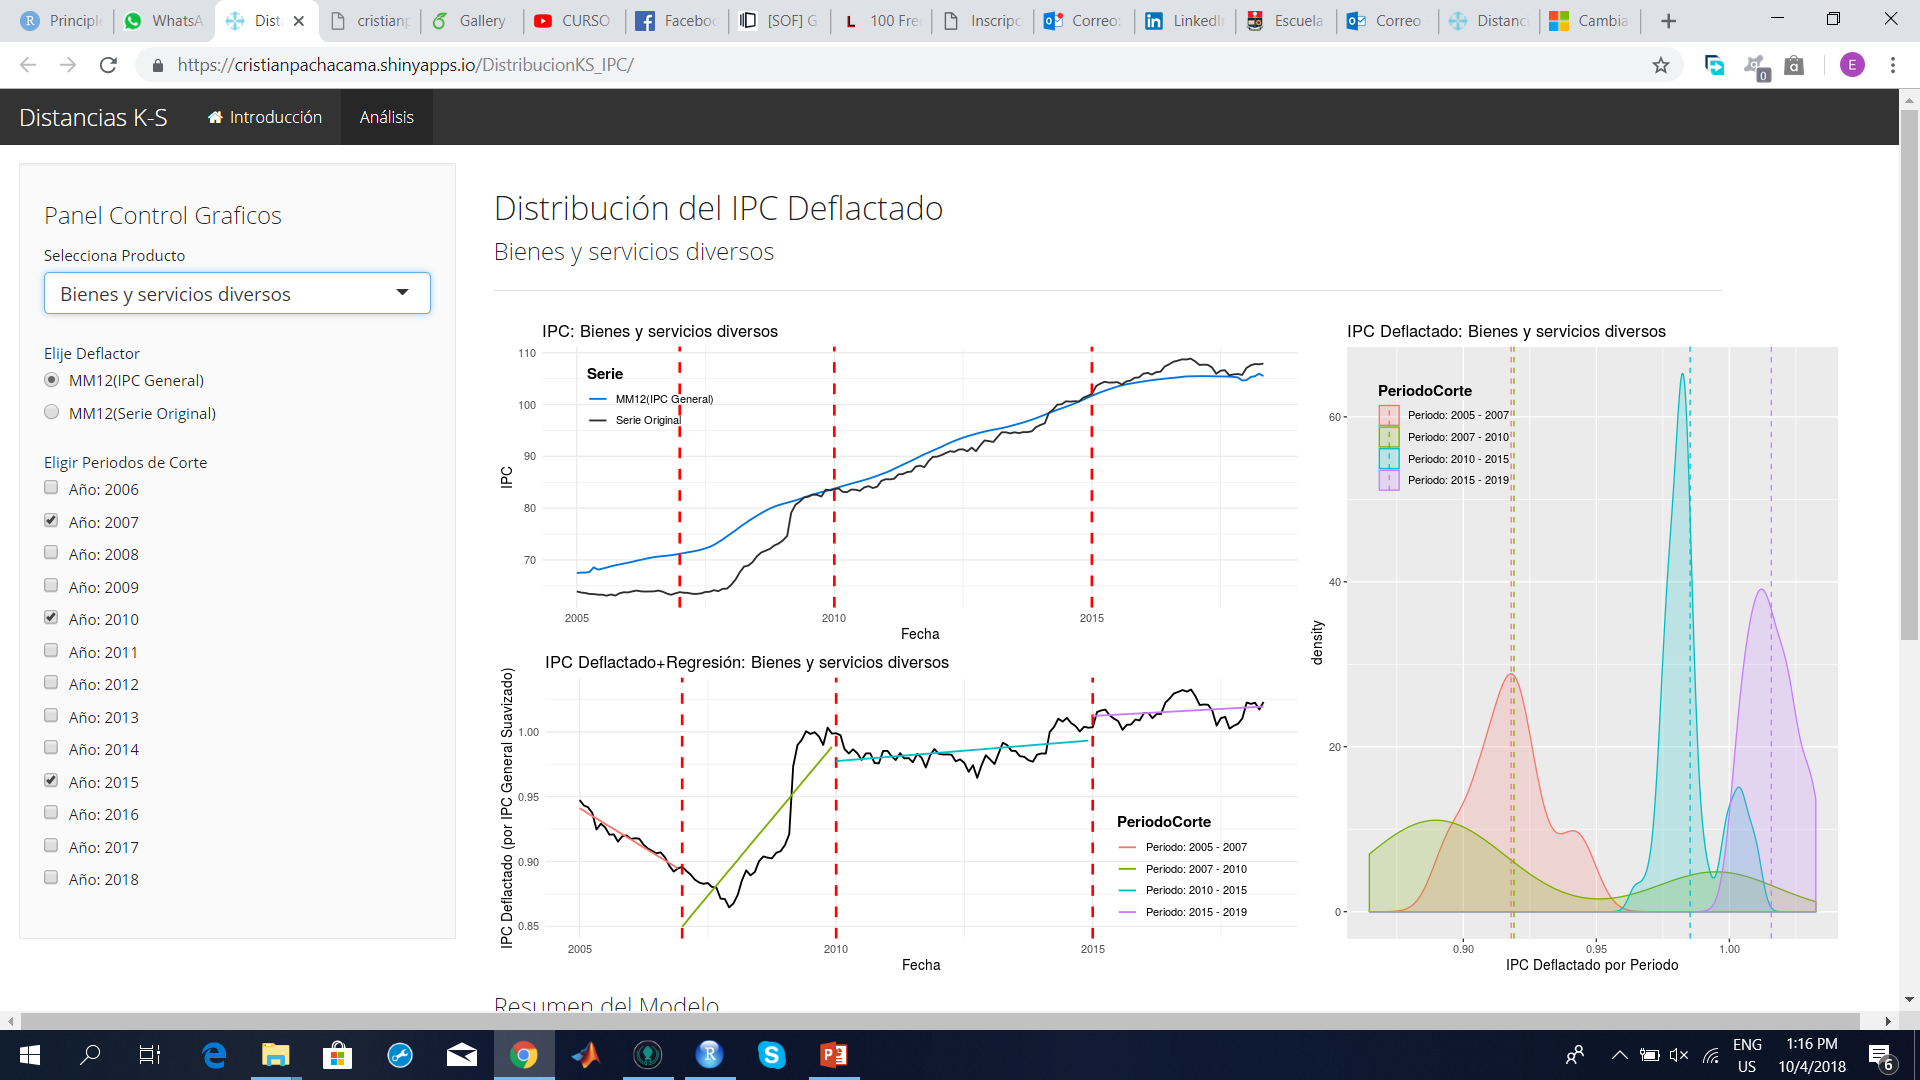 Principl
WhatsA
Dist
cristianp
Gallery
CURSO
Faceboo
[SOF] G
100 Fre
Inscripc
Correo:
LinkedIn
Escuela
Correo
Distanc
Cambia
https://cristianpachacama.shinyapps.io/DistribucionKS_IPC/
0
E
Distancias K-S
Introducción
Análisis
Panel Control Graficos
Selecciona Producto
Bienes y servicios diversos
Elije Deflactor
MM12(IPC General)
MM12(Serie Original)
Eligir Periodos de Corte
Año: 2006
Año: 2007
Año: 2008
Año: 2009
Año: 2010
Año: 2011
Año: 2012
Año: 2013
Año: 2014
Año: 2015
Año: 2016
Año: 2017
Año: 2018
Distribución del IPC Deflactado
Bienes y servicios diversos
IPC: Bienes y servicios diversos
110
100
90
80
70
IPC
Serie
MM12(IPC General)
Serie Original
2005
2010
2015
Fecha
IPC Deflactado+Regresión: Bienes y servicios diversos
IPC Deflactado (por IPC General Suavizado)
1.00
0.95
0.90
0.85
PeriodoCorte
Periodo: 2005 - 2007
Periodo: 2007 - 2010
Periodo: 2010 - 2015
Periodo: 2015 - 2019
2005
2010
2015
Fecha
IPC Deflactado: Bienes y servicios diversos
PeriodoCorte
Periodo: 2005 - 2007
Periodo: 2007 - 2010
Periodo: 2010 - 2015
Periodo: 2015 - 2019
60
40
20
0
density
0.90
0.95
1.00
IPC Deflactado por Periodo
Resumen del Modelo
ENG
US
1:16 PM
10/4/2018
6